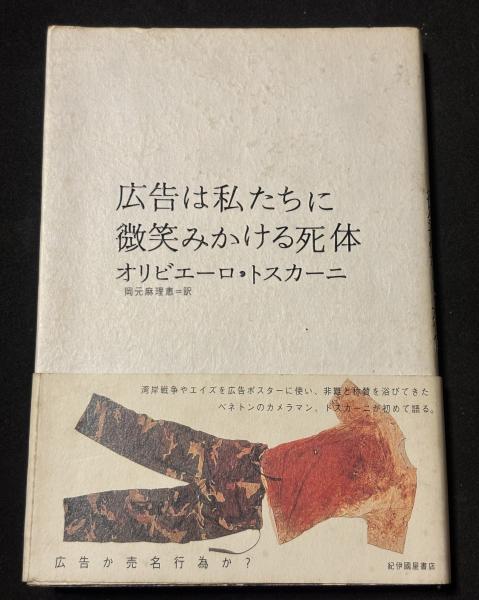 広告は私たちに
微笑みかける死体
オリビエーロ・トスカーニ
岡元麻理恵=訳
湾岸戦争やエイズを広告ポスターに使い、非難と称賛を浴びてきた
ベネトンのカメラマン、トスカーニが初めて語る。
広告か売名行為か?
紀伊國屋書店